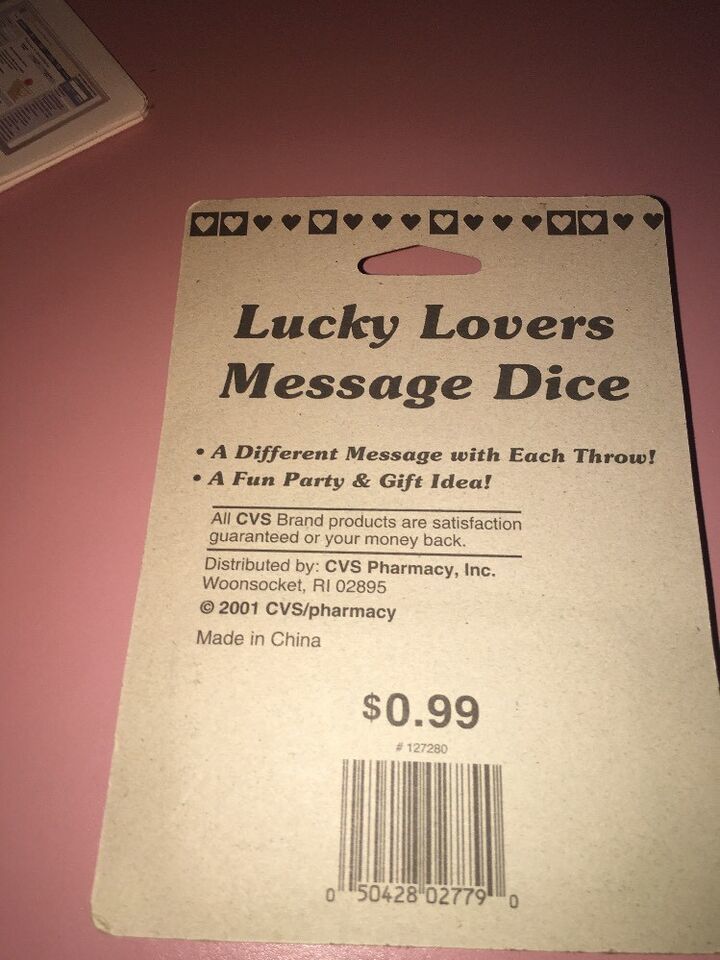 Lucky Lovers
Message Dice
• A Different Message with Each Throw!
• A Fun Party & Gift Idea!
All CVS Brand products are satisfaction
guaranteed or your money back.
Distributed by: CVS Pharmacy, Inc.
Woonsocket, RI 02895
© 2001 CVS/pharmacy
Made in China
$0.99
# 127280
0 50428 02779 0